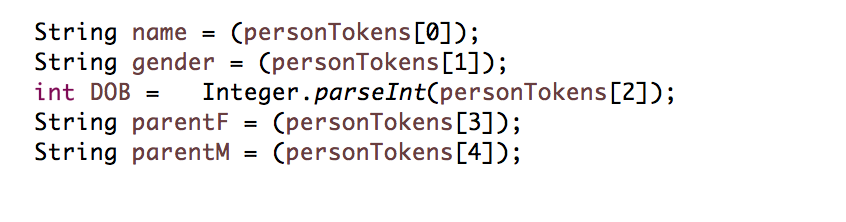 String name = (personTokens[0]);
String gender = (personTokens[1]);
int DOB =   Integer.parseInt(personTokens[2]);
String parentF = (personTokens[3]);
String parentM = (personTokens[4]);